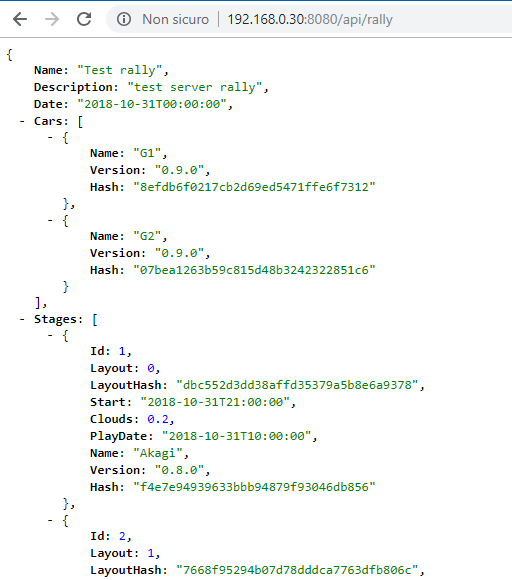 Non sicuro | 192.168.0.30:8080/api/rally
{
Name: "Test rally",
Description: "test server rally",
Date: "2018-10-31T00:00:00",
- Cars: [
- {
Name: "G1",
Version: "0.9.0",
Hash: "8efdb6f0217cb2d69ed5471ffe6f7312"
},
- {
Name: "G2",
Version: "0.9.0",
Hash: "07bea1263b59c815d48b3242322851c6"
}
],
- Stages: [
- {
Id: 1,
Layout: 0,
LayoutHash: "dbc552d3dd38affd35379a5b8e6a9378",
Start: "2018-10-31T21:00:00",
Clouds: 0.2,
PlayDate: "2018-10-31T10:00:00",
Name: "Akagi",
Version: "0.8.0",
Hash: "f4e7e94939633bbb94879f93046db856"
},
- {
Id: 2,
Layout: 1,
LayoutHash: "7668f95294b07d78dddca7763dfb806c",